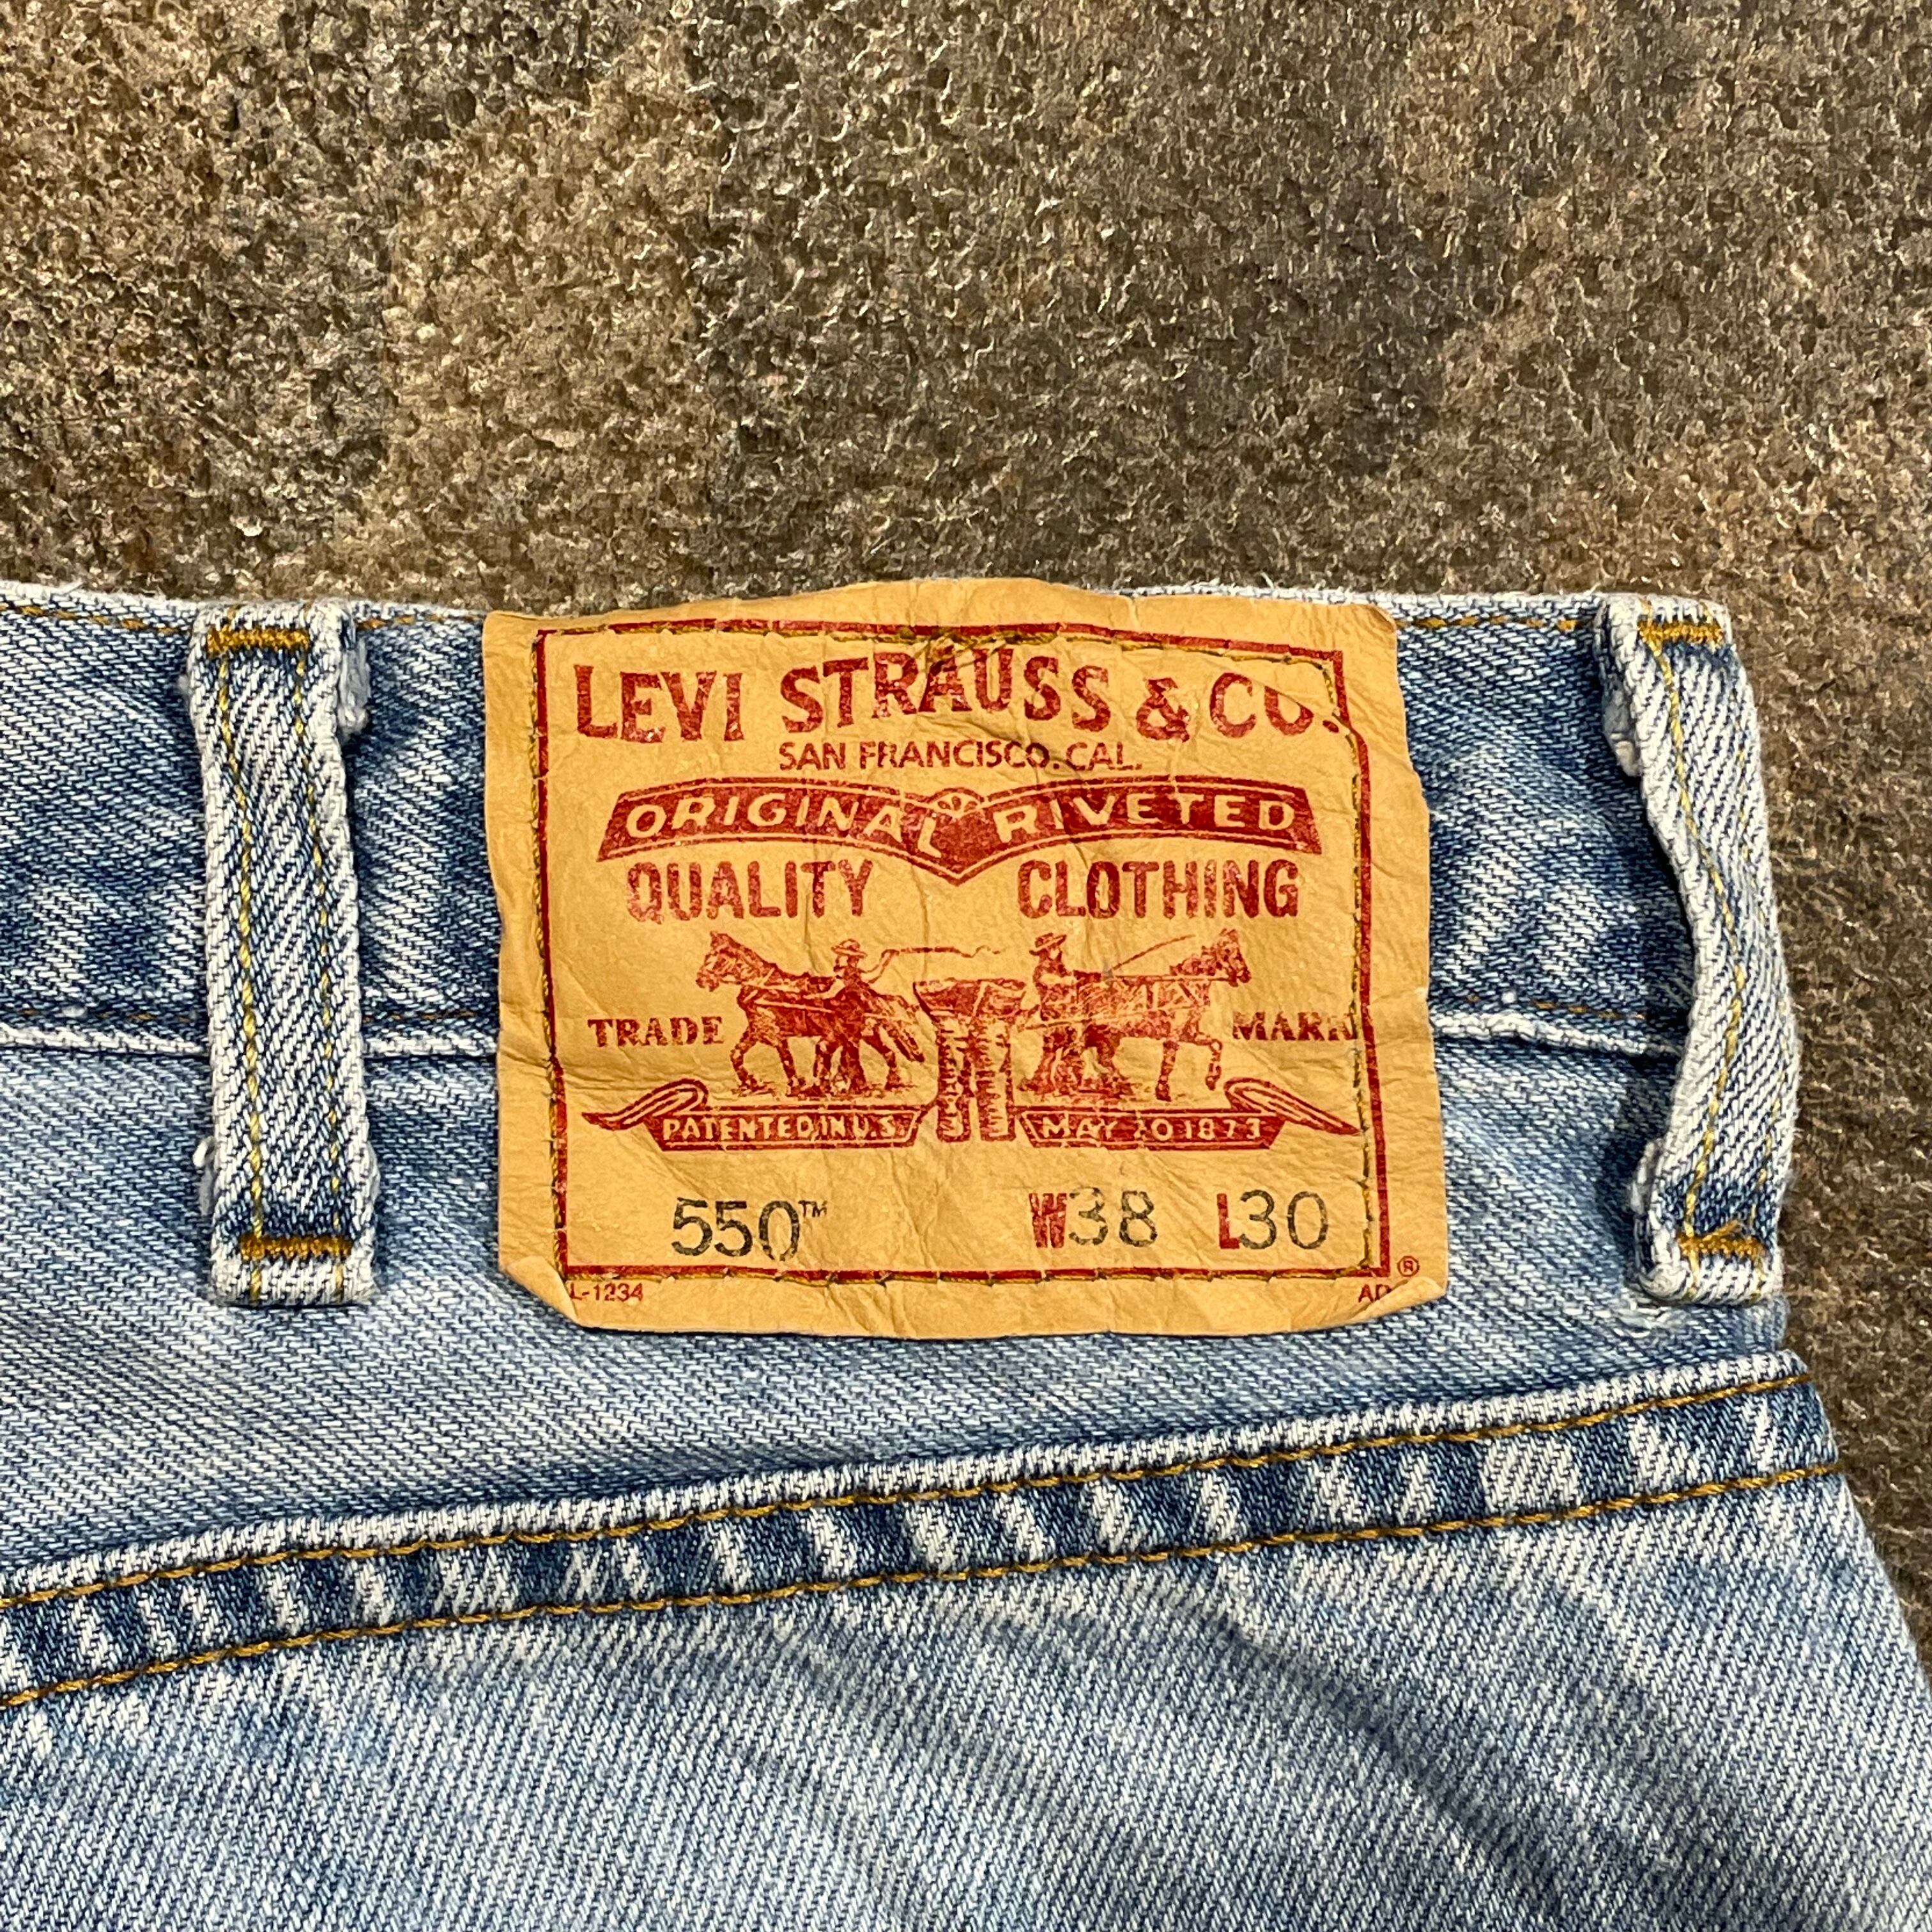 LEVI STRAUSS & CO.
SAN FRANCISCO. CAL.
ORIGINAL RIVETED
QUALITY CLOTHING
TRADE MARK
PATENTED IN U.S. MAY 20 1873
550™ W38 L30
L-1234 ®